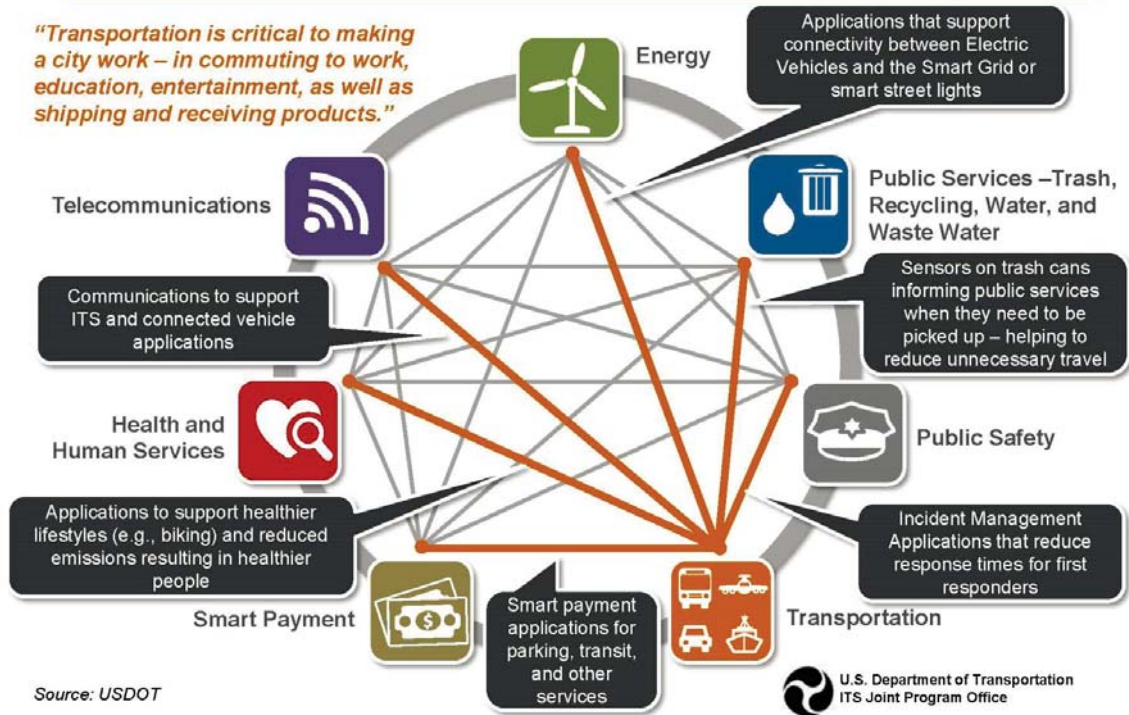 “Transportation is critical to making
a city work – in commuting to work,
education, entertainment, as well as
shipping and receiving products.”
Energy
Applications that support
connectivity between Electric
Vehicles and the Smart Grid or
smart street lights
Telecommunications
Public Services –Trash,
Recycling, Water, and
Waste Water
Communications to support
ITS and connected vehicle
applications
Sensors on trash cans
informing public services
when they need to be
picked up – helping to
reduce unnecessary travel
Health and
Human Services
Public Safety
Applications to support healthier
lifestyles (e.g., biking) and reduced
emissions resulting in healthier
people
Incident Management
Applications that reduce
response times for first
responders
Smart Payment
$
Smart payment
applications for
parking, transit,
and other
services
Transportation
Source: USDOT
U.S. Department of Transportation
ITS Joint Program Office